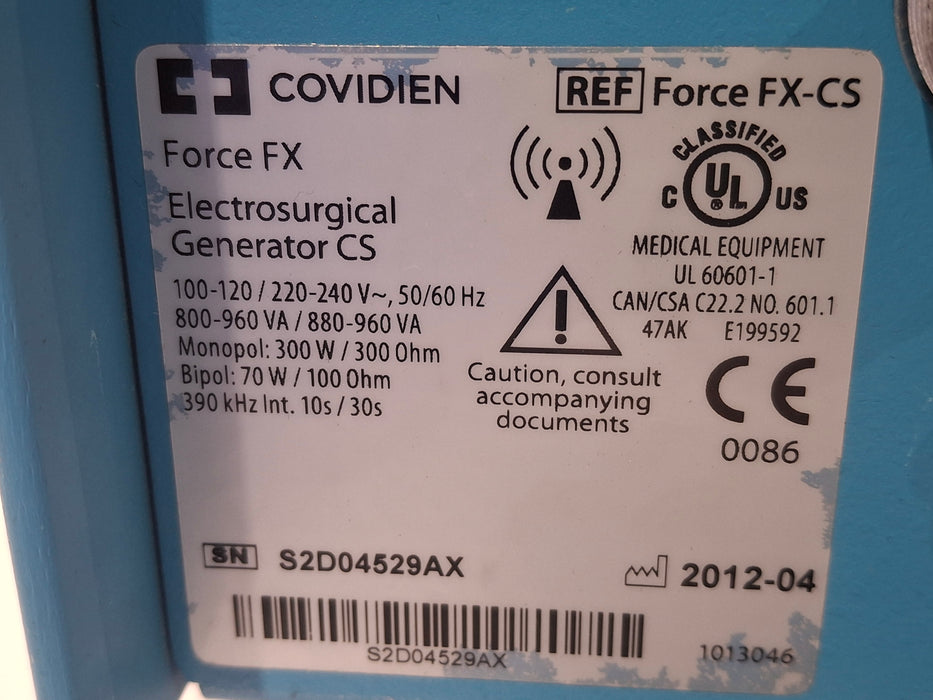 COVIDIEN
REF Force FX-CS
Force FX
Electrosurgical
Generator CS
100-120 / 220-240 V~, 50/60 Hz
800-960 VA / 880-960 VA
Monopol: 300 W / 300 Ohm
Bipol: 70 W / 100 Ohm
390 kHz Int. 10s / 30s
CLASSIFIED
C UL® US
MEDICAL EQUIPMENT
UL 60601-1
CAN/CSA C22.2 NO. 601.1
47AK E199592
Caution, consult
accompanying
documents
CE
0086
SN S2D04529AX
2012-04
S2D04529AX
1013046